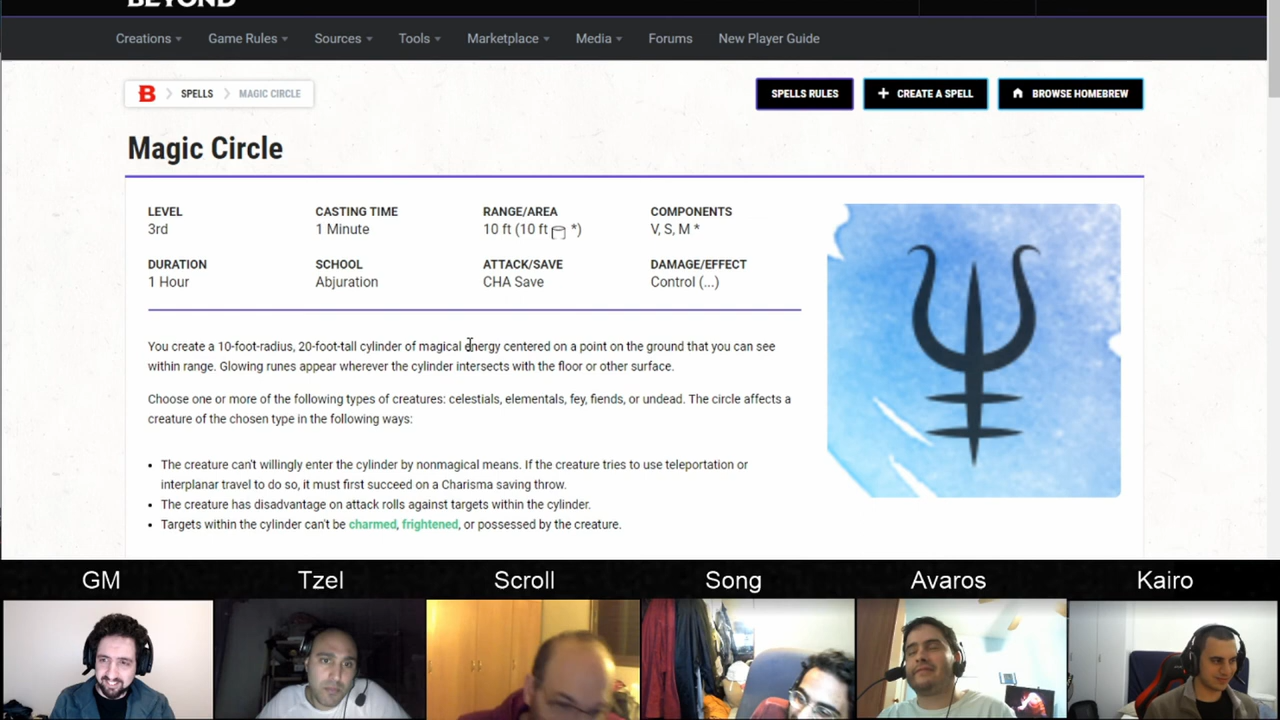 BEYOND
Creations Game Rules Sources Tools Marketplace Media Forums New Player Guide
B SPELLS MAGIC CIRCLE SPELLS RULES + CREATE A SPELL BROWSE HOMEBREW
Magic Circle
LEVEL CASTING TIME RANGE/AREA COMPONENTS
3rd 1 Minute 10 ft (10 ft *) V, S, M *
DURATION SCHOOL ATTACK/SAVE DAMAGE/EFFECT
1 Hour Abjuration CHA Save Control (...)
You create a 10-foot-radius, 20-foot-tall cylinder of magical energy centered on a point on the ground that you can see
within range. Glowing runes appear wherever the cylinder intersects with the floor or other surface.
Choose one or more of the following types of creatures: celestials, elementals, fey, fiends, or undead. The circle affects a
creature of the chosen type in the following ways:
• The creature can't willingly enter the cylinder by nonmagical means. If the creature tries to use teleportation or
interplanar travel to do so, it must first succeed on a Charisma saving throw.
• The creature has disadvantage on attack rolls against targets within the cylinder.
• Targets within the cylinder can't be charmed, frightened, or possessed by the creature.
GM Tzel Scroll Song Avaros Kairo